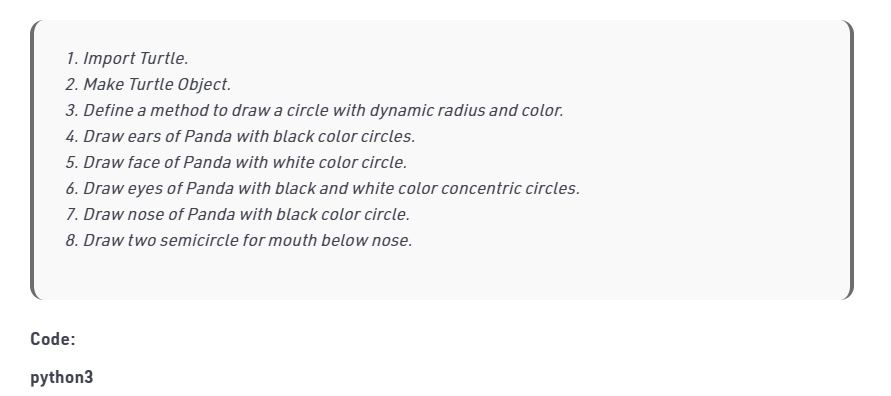 1. Import Turtle.
2. Make Turtle Object.
3. Define a method to draw a circle with dynamic radius and color.
4. Draw ears of Panda with black color circles.
5. Draw face of Panda with white color circle.
6. Draw eyes of Panda with black and white color concentric circles.
7. Draw nose of Panda with black color circle.
8. Draw two semicircle for mouth below nose.
Code:
python3